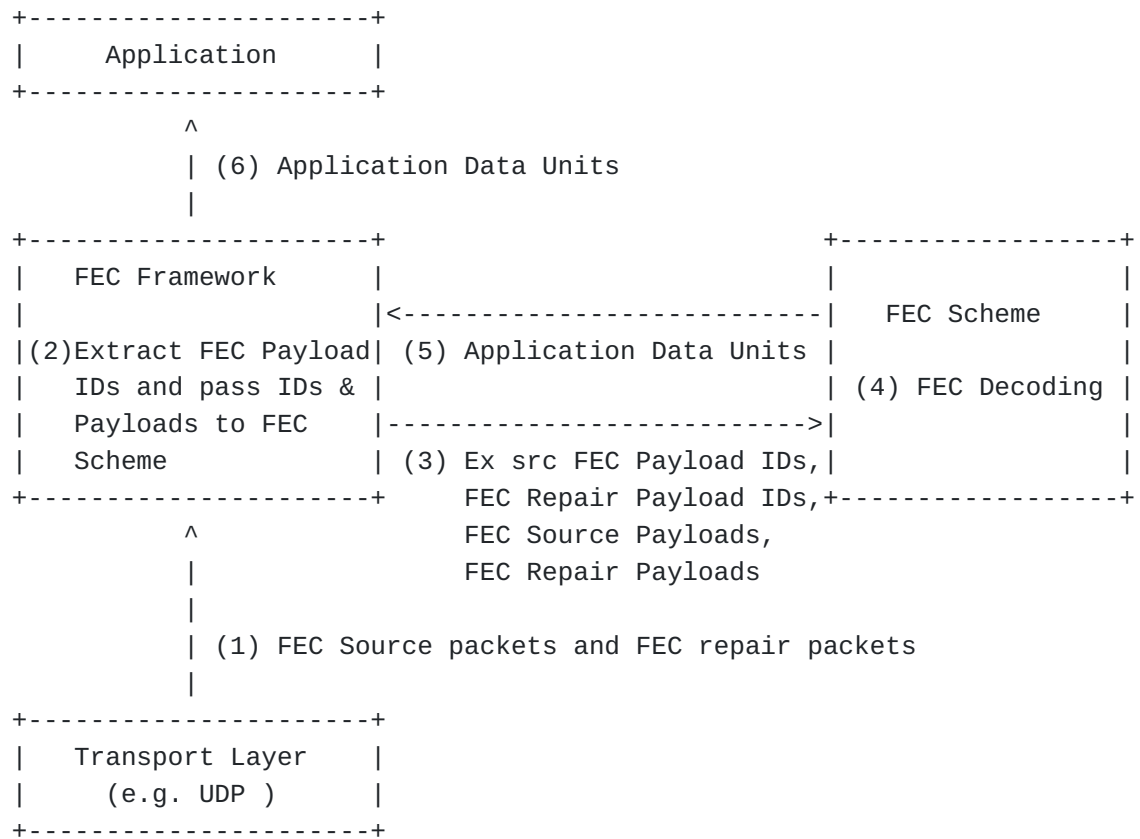 +----------------------+
|     Application      |
+----------------------+
           ^
           | (6) Application Data Units
           |
+----------------------+                            +------------------+
|   FEC Framework      |                            |                  |
|                      |<---------------------------|   FEC Scheme     |
|(2)Extract FEC Payload| (5) Application Data Units |                  |
|   IDs and pass IDs & |                            | (4) FEC Decoding |
|   Payloads to FEC    |--------------------------->|                  |
|   Scheme             | (3) Ex src FEC Payload IDs,|                  |
+----------------------+     FEC Repair Payload IDs,+------------------+
           ^                 FEC Source Payloads,
           |                 FEC Repair Payloads
           |
           | (1) FEC Source packets and FEC repair packets
           |
+----------------------+
|   Transport Layer    |
|     (e.g. UDP )      |
+----------------------+